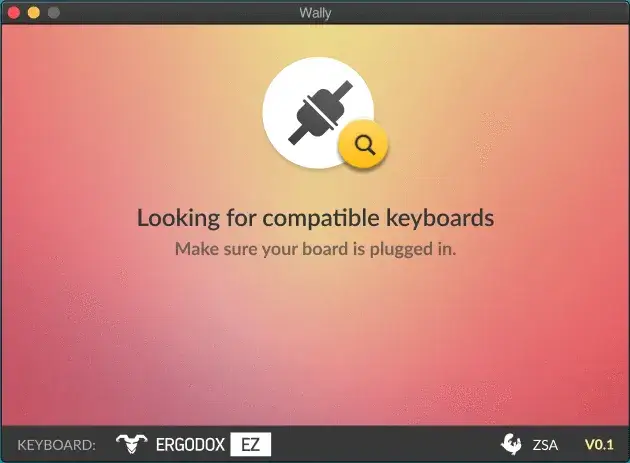 Wally
Looking for compatible keyboards
Make sure your board is plugged in.
KEYBOARD: ERGODOX EZ ZSA V0.1